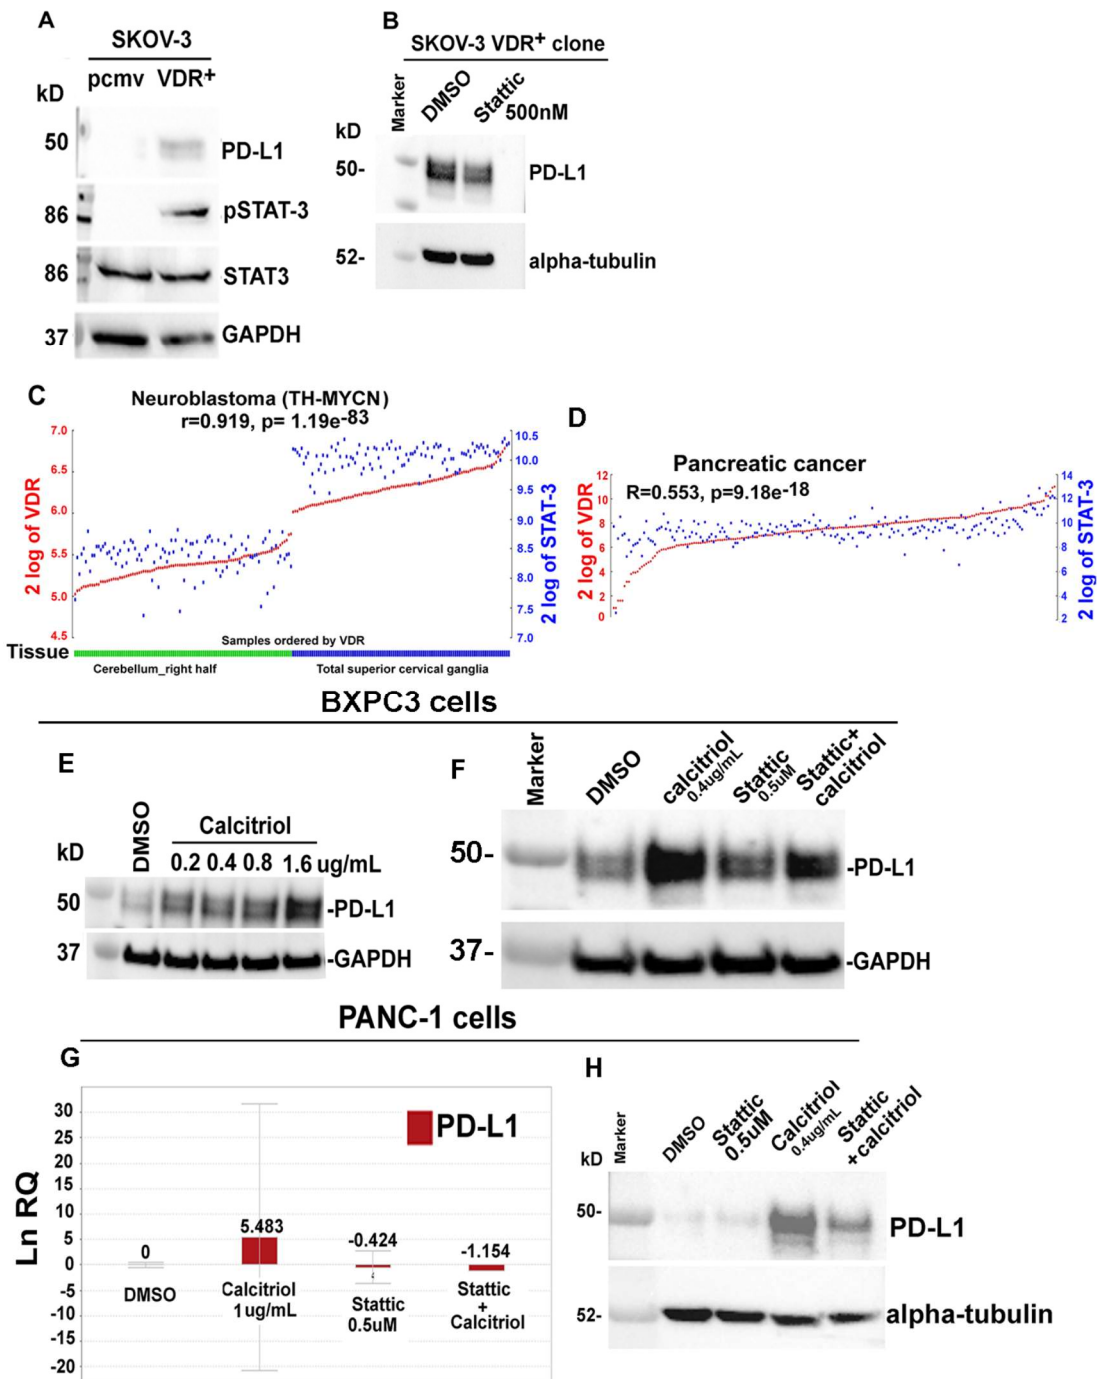 A
SKOV-3
pcmv VDR+
kD
50
PD-L1
86
pSTAT-3
86
STAT3
37
GAPDH
B
SKOV-3 VDR+ clone
Marker
DMSO
Stattic
500nM
kD
50-
PD-L1
52-
alpha-tubulin
C
Neuroblastoma (TH-MYCN)
r=0.919, p= 1.19e-83
2 log of VDR
7.0
6.5
6.0
5.5
5.0
4.5
10.5
10.0
9.5
9.0
8.5
8.0
7.5
7.0
2 log of STAT-3
Samples ordered by VDR
Tissue
Cerebellum_right half
Total superior cervical ganglia
D
Pancreatic cancer
R=0.553, p=9.18e-18
2 log of VDR
12
10
8
6
4
2
0
14
12
10
8
6
4
2
2 log of STAT-3
BXPC3 cells
E
DMSO
Calcitriol
kD
0.2 0.4 0.8 1.6 ug/mL
50
-PD-L1
37
-GAPDH
F
Marker
DMSO
calcitriol
0.4ug/mL
Stattic
0.5uM
Stattic+
calcitriol
50-
-PD-L1
37-
-GAPDH
PANC-1 cells
G
Ln RQ
30
25
20
15
10
5
0
-5
-10
-15
-20
PD-L1
0
5.483
-0.424
-1.154
DMSO
Calcitriol
1ug/mL
Stattic
0.5uM
Stattic
+
Calcitriol
H
kD
Marker
DMSO
Stattic
0.5uM
Calcitriol
0.4ug/mL
Stattic
+calcitriol
50-
PD-L1
52-
alpha-tubulin